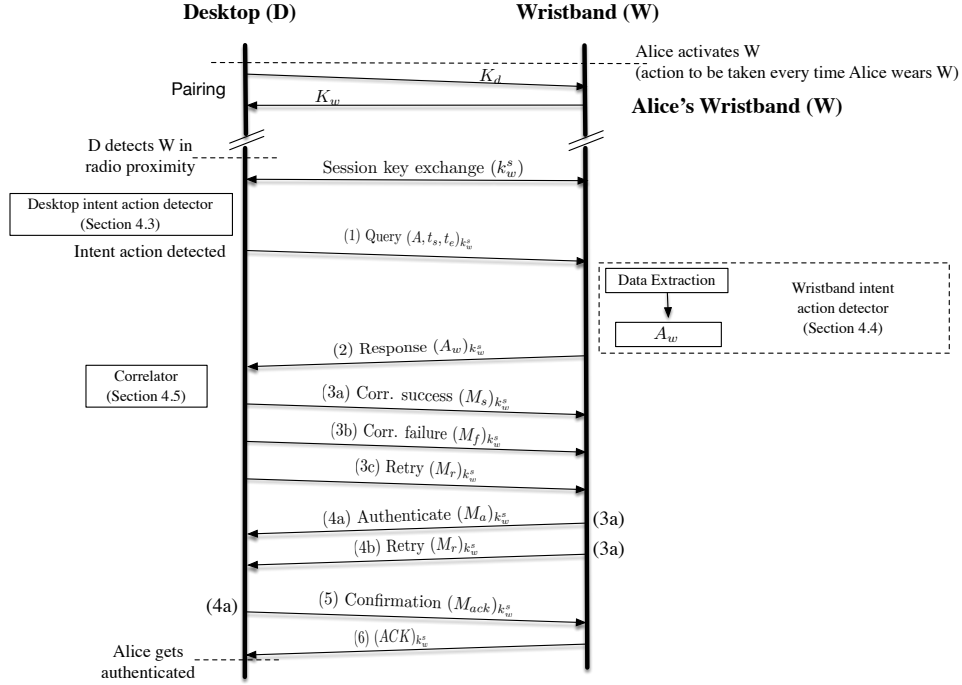 Desktop (D)
Wristband (W)
Alice activates W
(action to be taken every time Alice wears W)
K_d
Pairing
K_w
Alice's Wristband (W)
D detects W in
radio proximity
Session key exchange (k_w^s)
Desktop intent action detector
(Section 4.3)
Intent action detected
(1) Query (A, t_s, t_e)_{k_w^s}
Data Extraction
A_w
Wristband intent
action detector
(Section 4.4)
(2) Response (A_w)_{k_w^s}
Correlator
(Section 4.5)
(3a) Corr. success (M_s)_{k_w^s}
(3b) Corr. failure (M_f)_{k_w^s}
(3c) Retry (M_r)_{k_w^s}
(4a) Authenticate (M_a)_{k_w^s}
(3a)
(4b) Retry (M_r)_{k_w^s}
(3a)
(4a)
(5) Confirmation (M_{ack})_{k_w^s}
(6) (ACK)_{k_w^s}
Alice gets
authenticated